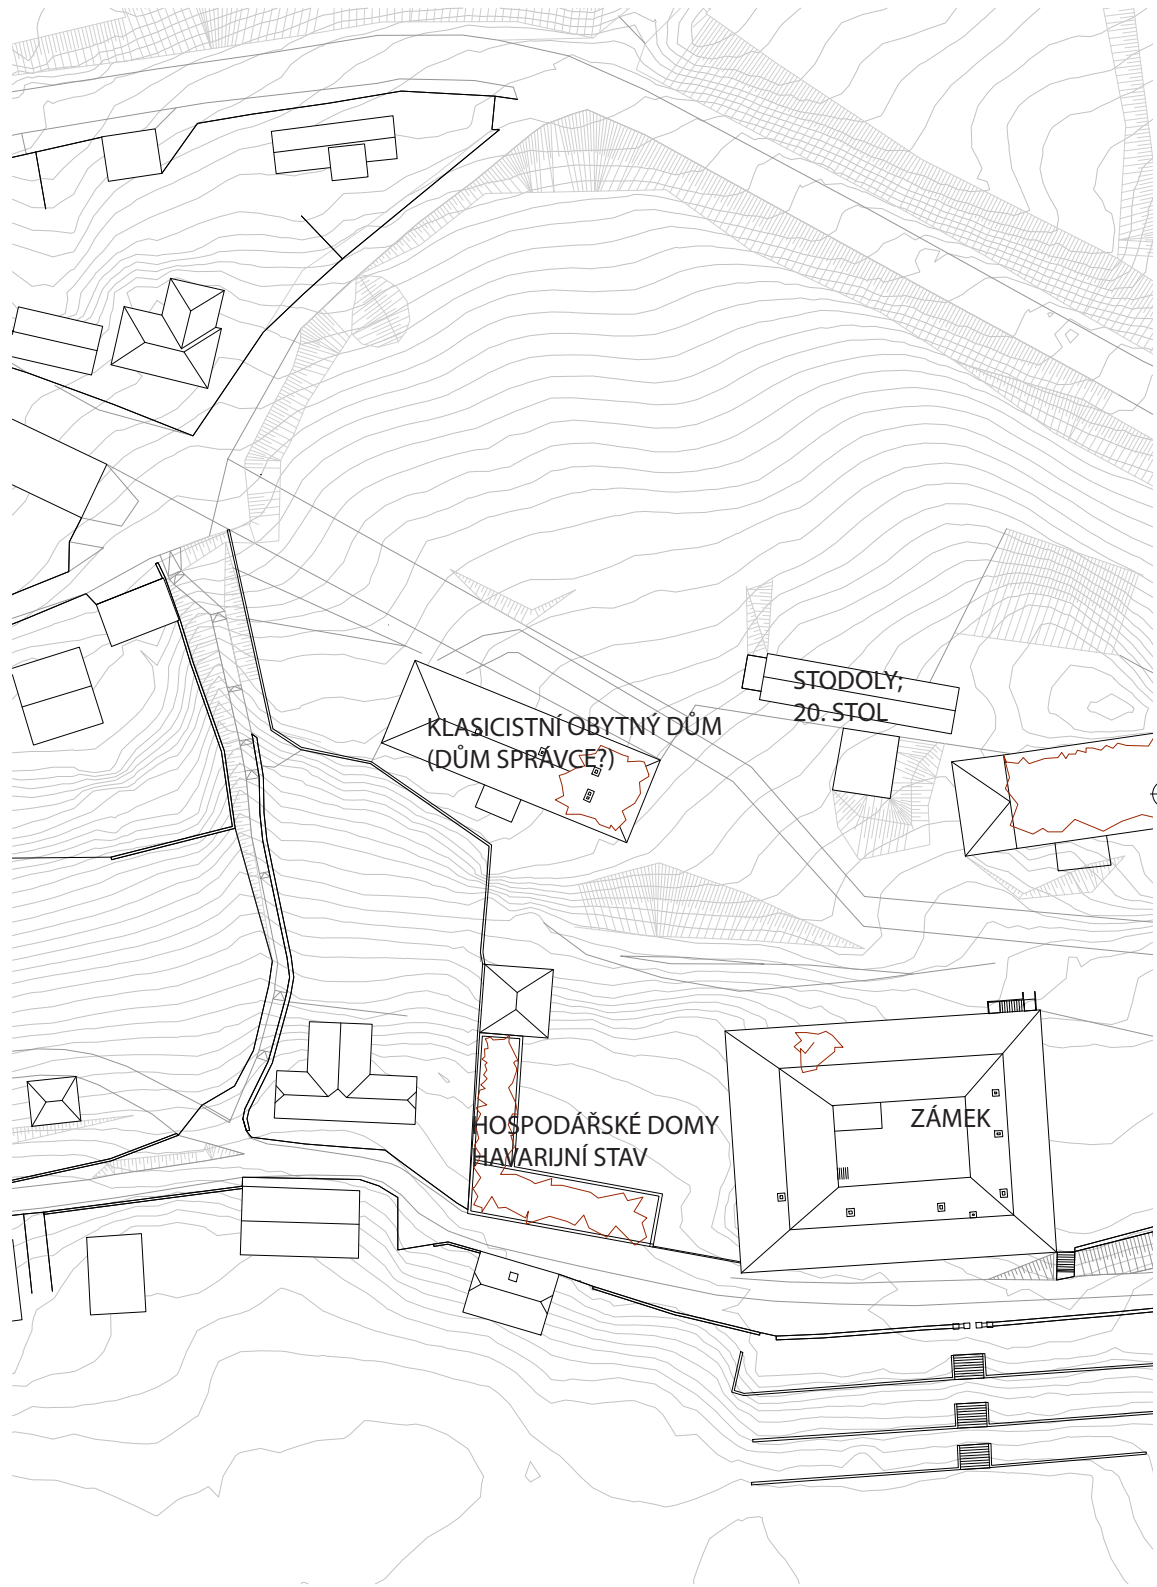 STODOLY;
20. STOL
KLASICISTNÍ OBYTNÝ DŮM
(DŮM SPRÁVCE?)
HOSPODÁŘSKÉ DOMY
HAVARIJNÍ STAV
ZÁMEK